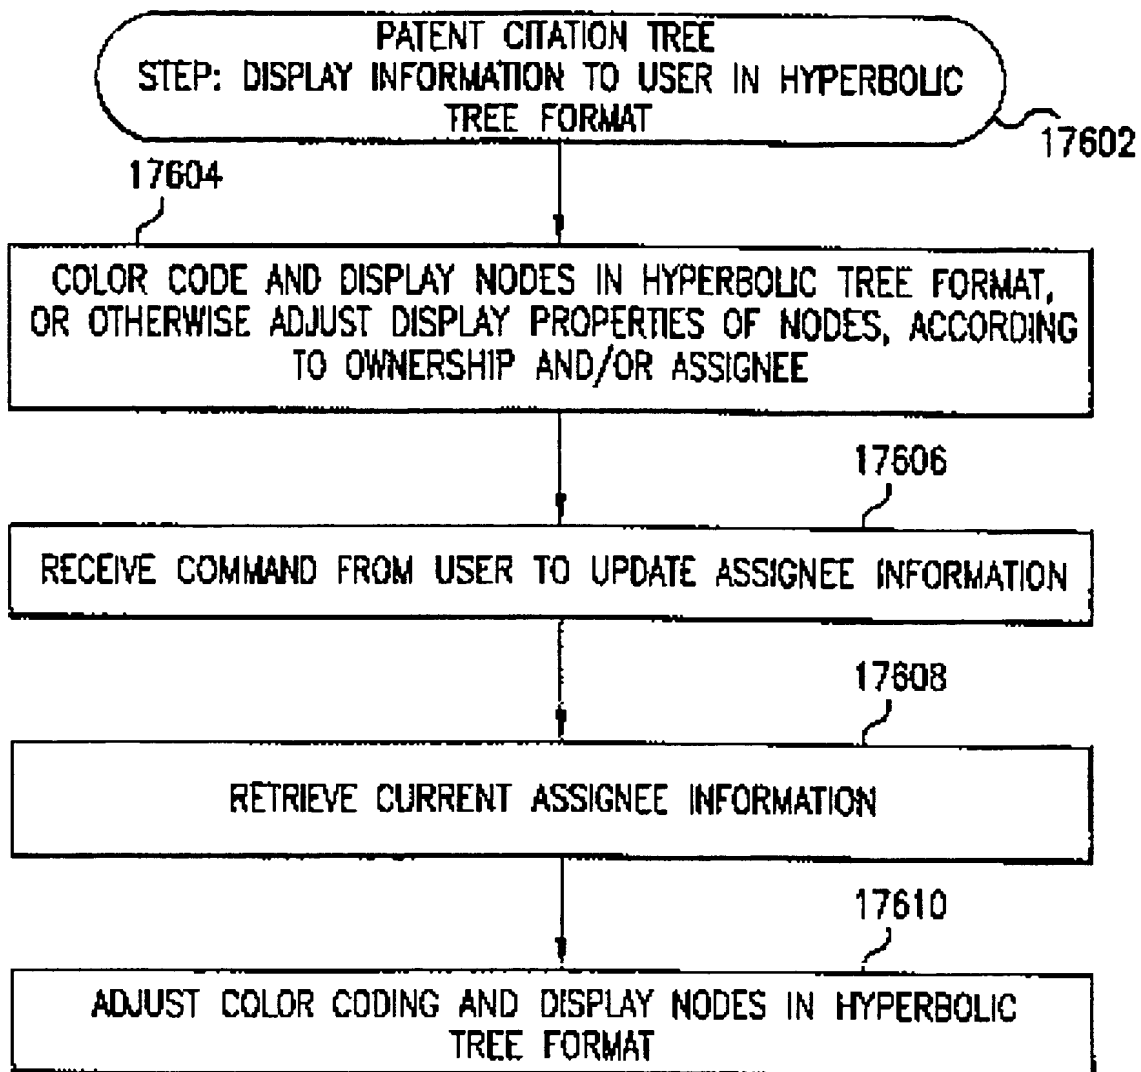 PATENT CITATION TREE
STEP: DISPLAY INFORMATION TO USER IN HYPERBOLIC
TREE FORMAT
17602
17604
COLOR CODE AND DISPLAY NODES IN HYPERBOLIC TREE FORMAT,
OR OTHERWISE ADJUST DISPLAY PROPERTIES OF NODES, ACCORDING
TO OWNERSHIP AND/OR ASSIGNEE
17606
RECEIVE COMMAND FROM USER TO UPDATE ASSIGNEE INFORMATION
17608
RETRIEVE CURRENT ASSIGNEE INFORMATION
17610
ADJUST COLOR CODING AND DISPLAY NODES IN HYPERBOLIC
TREE FORMAT